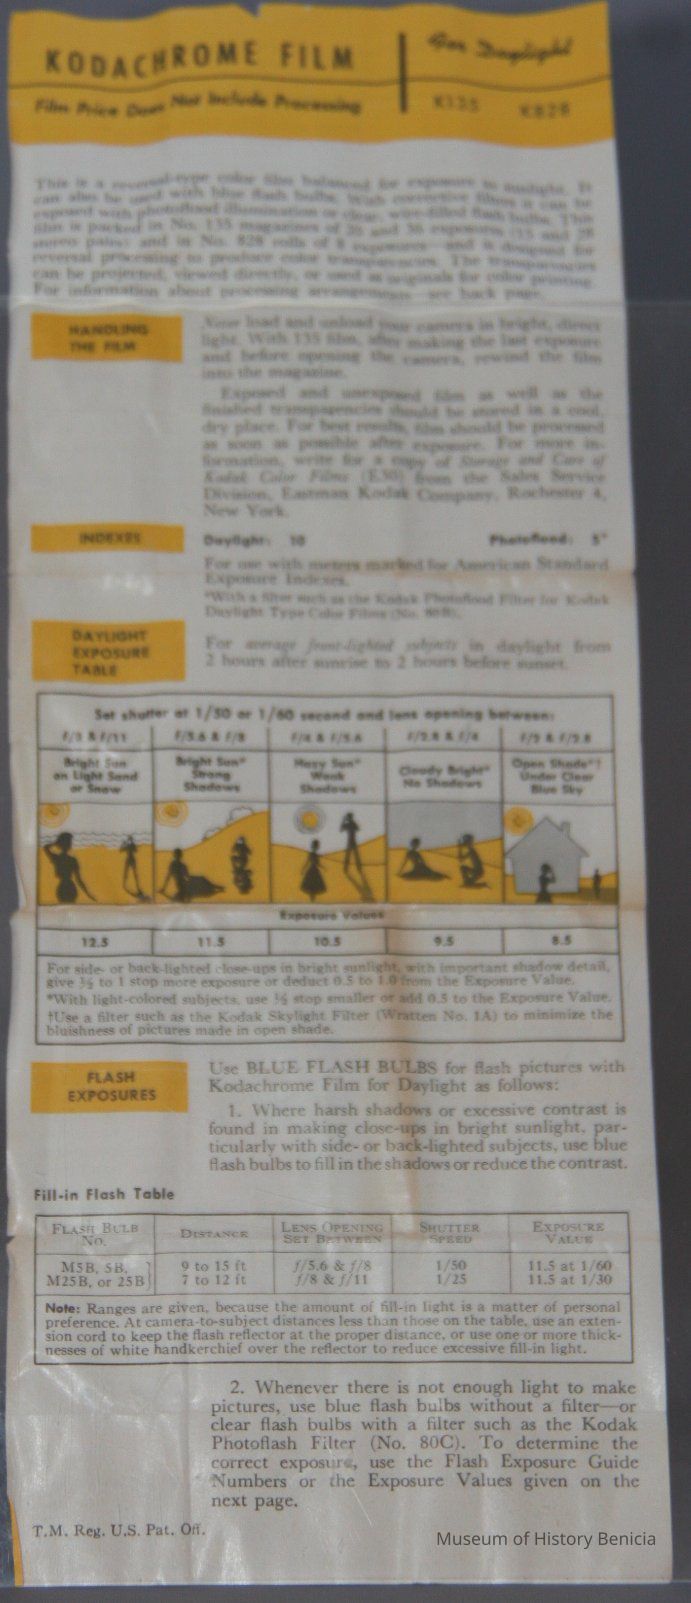 KODACHROME FILM
For Daylight
Film Price Does Not Include Processing
K135 K828
This is a reversal-type color film balanced for exposure to sunlight. It
can also be used with blue flash bulbs. With corrective filters it can be
exposed with photoflood illumination or clear, wire-filled flash bulbs. This
film is packed in No. 135 magazines of 20 and 36 exposures (15 and 28
stereo pairs) and in No. 828 rolls of 8 exposures—and is designed for
reversal processing to produce color transparencies. The transparencies
can be projected, viewed directly, or used as originals for color printing.
For information about processing arrangements—see back page.
HANDLING
THE FILM
load and unload your camera in bright, direct
light. With 135 film, after making the last exposure
and before opening the camera, rewind the film
into the magazine.
Exposed and unexposed film as well as the
finished transparencies should be stored in a cool,
dry place. For best results, film should be processed
as soon as possible after exposure. For more in-
formation, write for a copy of Storage and Care of
Kodak Color Films (E30) from the Sales Service
Division, Eastman Kodak Company, Rochester 4,
New York.
INDEXES
Daylight: 10 Photoflood: 5*
For use with meters marked for American Standard
Exposure Indexes.
*With a filter such as the Kodak Photoflood Filter for Kodak
Daylight Type Color Films (No. 80B).
DAYLIGHT
EXPOSURE
TABLE
For average front-lighted subjects in daylight from
2 hours after sunrise to 2 hours before sunset.
Set shutter at 1/50 or 1/60 second and lens opening between:
f/8 & f/11 f/5.6 & f/8 f/4 & f/5.6 f/2.8 & f/4 f/2 & f/2.8
Bright Sun
on Light Sand
or Snow
Bright Sun*
Strong
Shadows
Hazy Sun*
Weak
Shadows
Cloudy Bright*
No Shadows
Open Shade*†
Under Clear
Blue Sky
Exposure Values
12.5 11.5 10.5 9.5 8.5
For side- or back-lighted close-ups in bright sunlight, with important shadow detail,
give ½ to 1 stop more exposure or deduct 0.5 to 1.0 from the Exposure Value.
*With light-colored subjects, use ½ stop smaller or add 0.5 to the Exposure Value.
†Use a filter such as the Kodak Skylight Filter (Wratten No. 1A) to minimize the
bluishness of pictures made in open shade.
FLASH
EXPOSURES
Use BLUE FLASH BULBS for flash pictures with
Kodachrome Film for Daylight as follows:
1. Where harsh shadows or excessive contrast is
found in making close-ups in bright sunlight, par-
ticularly with side- or back-lighted subjects, use blue
flash bulbs to fill in the shadows or reduce the contrast.
Fill-in Flash Table
FLASH BULB
NO.
DISTANCE
LENS OPENING
SET BETWEEN
SHUTTER
SPEED
EXPOSURE
VALUE
M5B, 5B, 9 to 15 ft f/5.6 & f/8 1/50 11.5 at 1/60
M25B, or 25B 7 to 12 ft f/8 & f/11 1/25 11.5 at 1/30
Note: Ranges are given, because the amount of fill-in light is a matter of personal
preference. At camera-to-subject distances less than those on the table, use an exten-
sion cord to keep the flash reflector at the proper distance, or use one or more thick-
nesses of white handkerchief over the reflector to reduce excessive fill-in light.
2. Whenever there is not enough light to make
pictures, use blue flash bulbs without a filter—or
clear flash bulbs with a filter such as the Kodak
Photoflash Filter (No. 80C). To determine the
correct exposure, use the Flash Exposure Guide
Numbers or the Exposure Values given on the
next page.
T.M. Reg. U.S. Pat. Off.
Museum of History Benicia